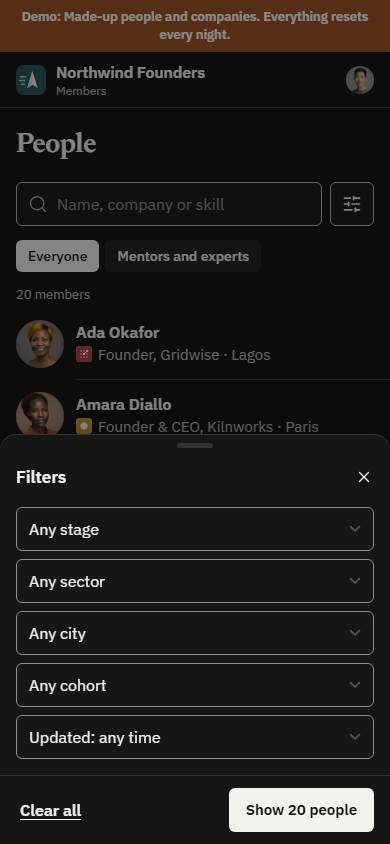 Demo: Made-up people and companies. Everything resets
every night.
Northwind Founders
Members
People
Name, company or skill
Everyone
Mentors and experts
20 members
Ada Okafor
Founder, Gridwise · Lagos
Amara Diallo
Founder & CEO, Kilnworks · Paris
Filters
Any stage
Any sector
Any city
Any cohort
Updated: any time
Clear all
Show 20 people